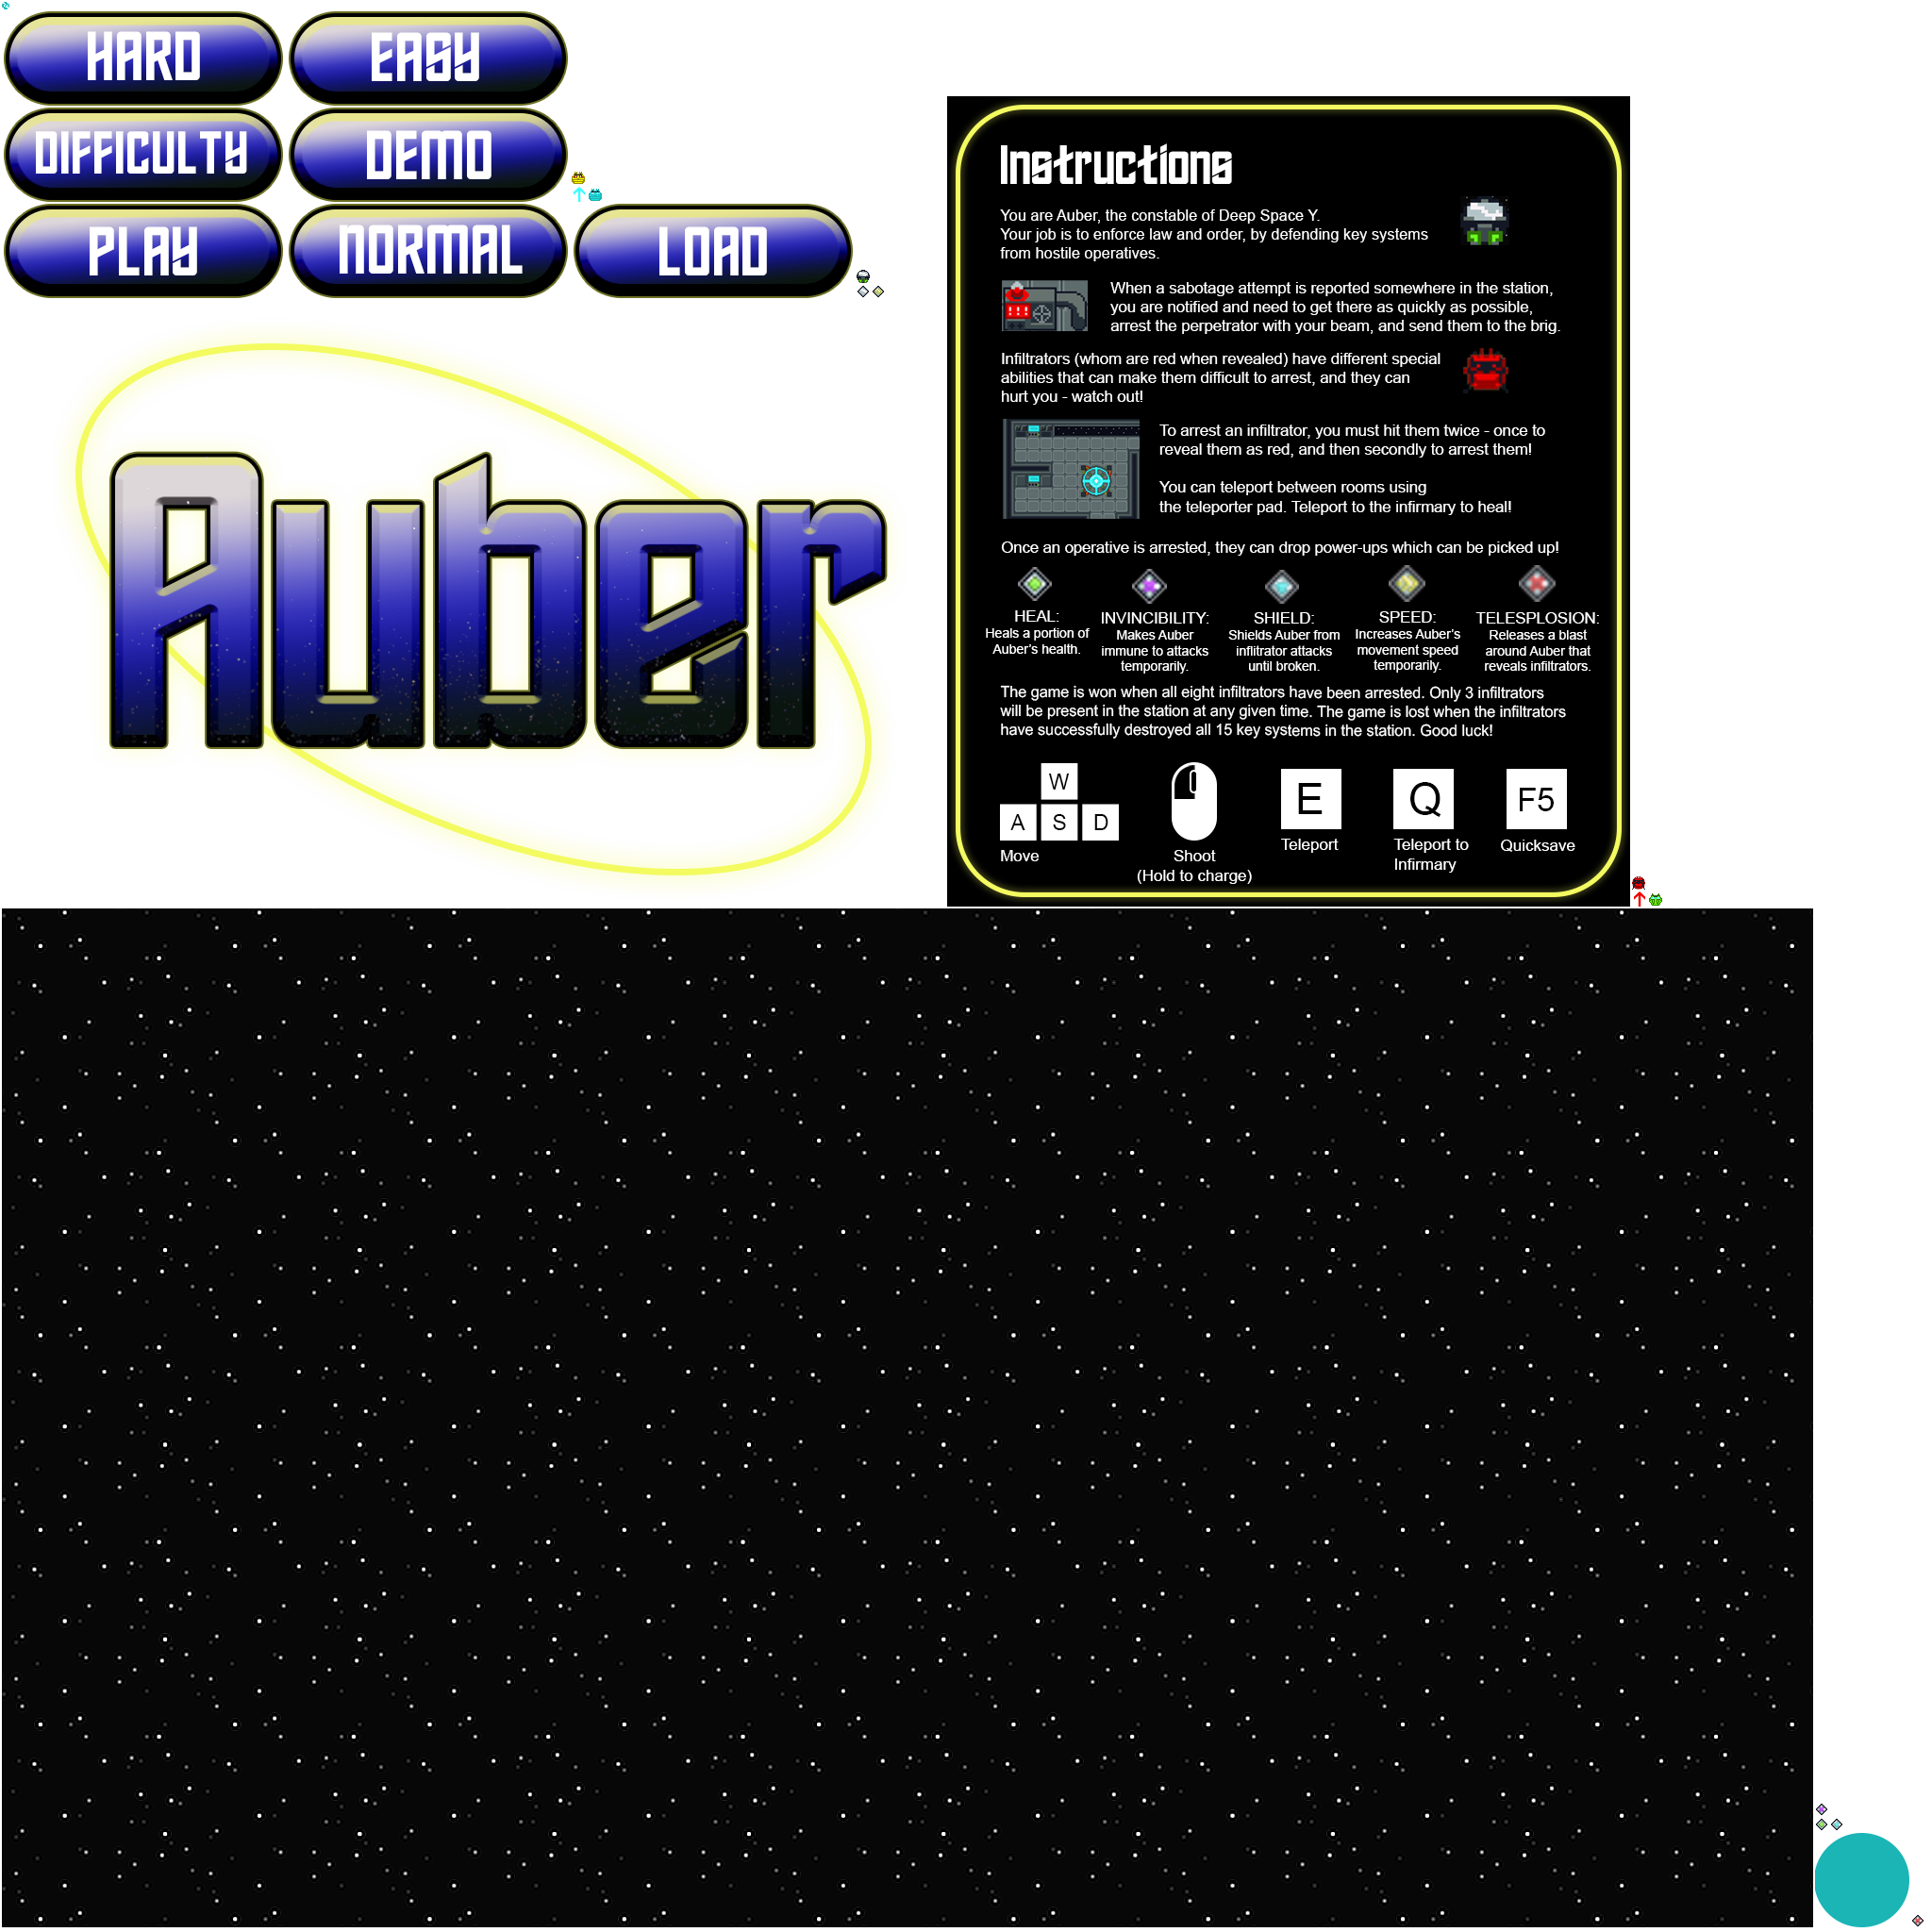 HARD
EASY
DIFFICULTY
DEMO
PLAY
NORMAL
LOAD
Auber
Instructions
You are Auber, the constable of Deep Space Y.
Your job is to enforce law and order, by defending key systems
from hostile operatives.
When a sabotage attempt is reported somewhere in the station,
you are notified and need to get there as quickly as possible,
arrest the perpetrator with your beam, and send them to the brig.
Infiltrators (whom are red when revealed) have different special
abilities that can make them difficult to arrest, and they can
hurt you - watch out!
To arrest an infiltrator, you must hit them twice - once to
reveal them as red, and then secondly to arrest them!
You can teleport between rooms using
the teleporter pad. Teleport to the infirmary to heal!
Once an operative is arrested, they can drop power-ups which can be picked up!
HEAL:
Heals a portion of
Auber's health.
INVINCIBILITY:
Makes Auber
immune to attacks
temporarily.
SHIELD:
Shields Auber from
inflitrator attacks
until broken.
SPEED:
Increases Auber's
movement speed
temporarily.
TELESPLOSION:
Releases a blast
around Auber that
reveals infiltrators.
The game is won when all eight infiltrators have been arrested. Only 3 infiltrators
will be present in the station at any given time. The game is lost when the infiltrators
have successfully destroyed all 15 key systems in the station. Good luck!
W
A S D
Move
Shoot
(Hold to charge)
E
Teleport
Q
Teleport to
Infirmary
F5
Quicksave